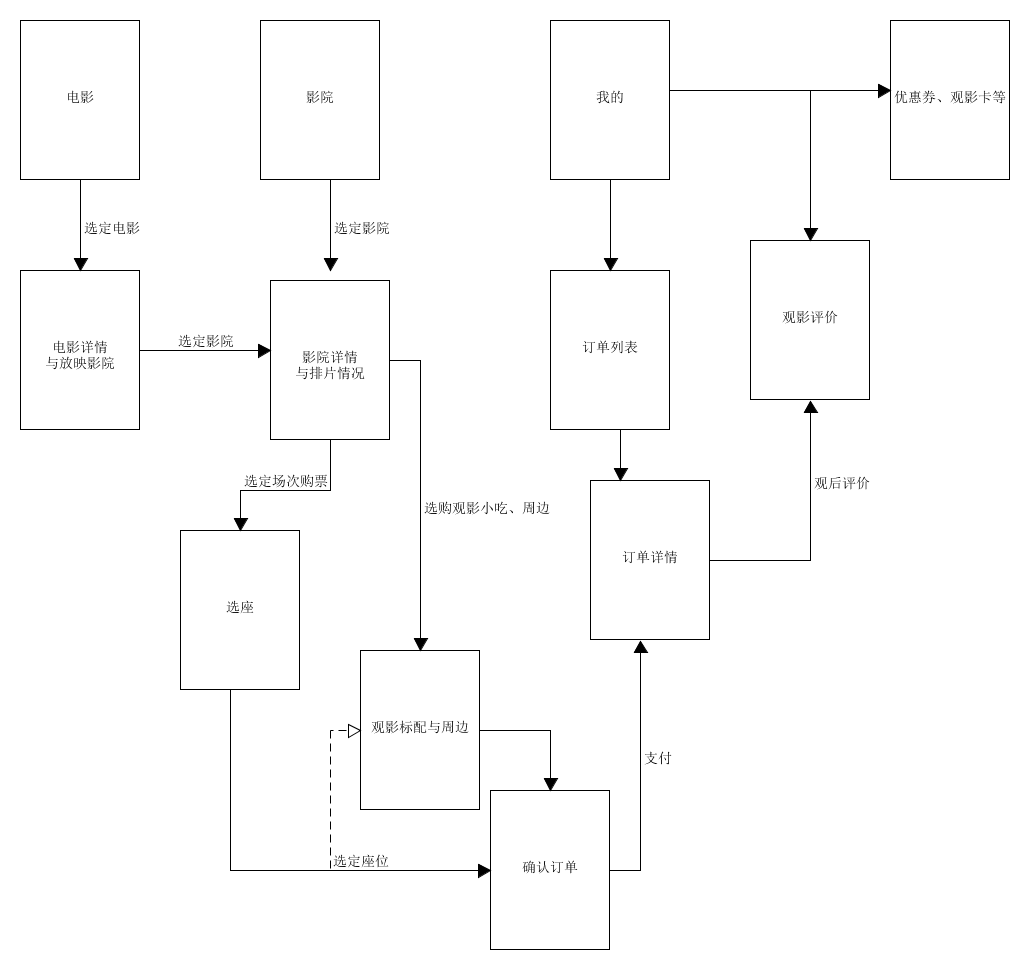 电影
影院
我的
优惠券、观影卡等
选定电影
选定影院
观影评价
选定影院
电影详情
与放映影院
影院详情
与排片情况
订单列表
选定场次购票
选购观影小吃、周边
观后评价
订单详情
选座
观影标配与周边
支付
选定座位
确认订单